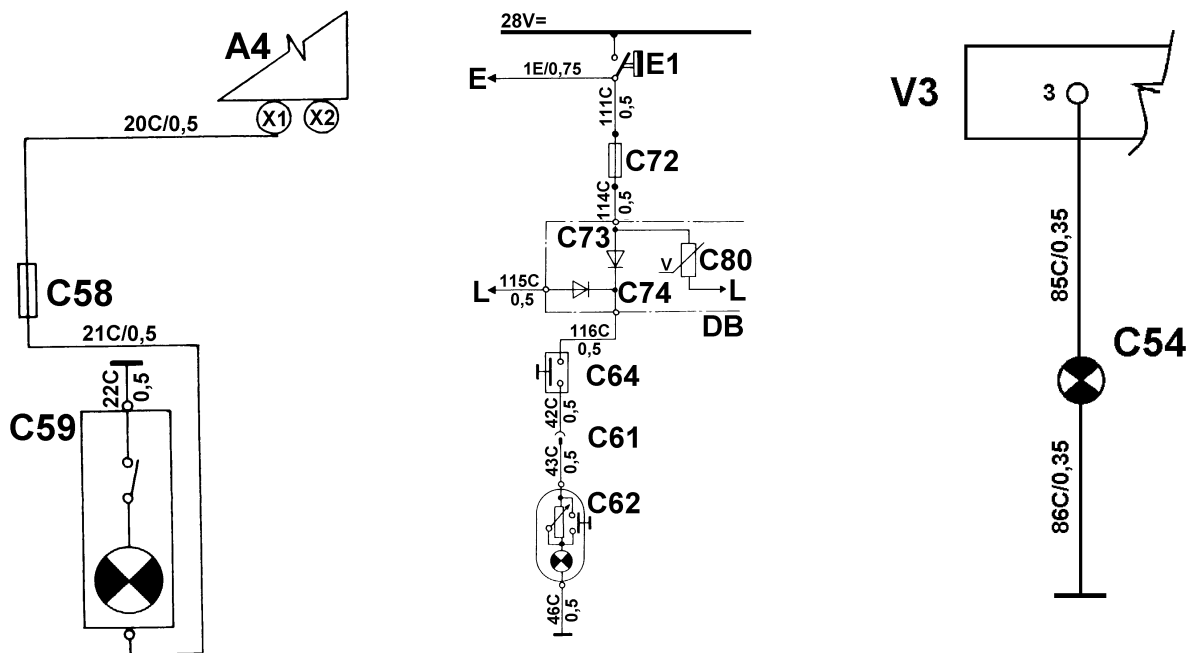 A4
X1 X2
20C/0,5
C58
21C/0,5
22C
0,5
C59
28V=
E1
E
1E/0,75
111C
0,5
C72
114C
0,5
C73
V
C80
L
115C
0,5
C74
L
DB
116C
0,5
C64
42C
0,5
C61
43C
0,5
C62
46C
0,5
V3
3
85C/0,35
C54
86C/0,35